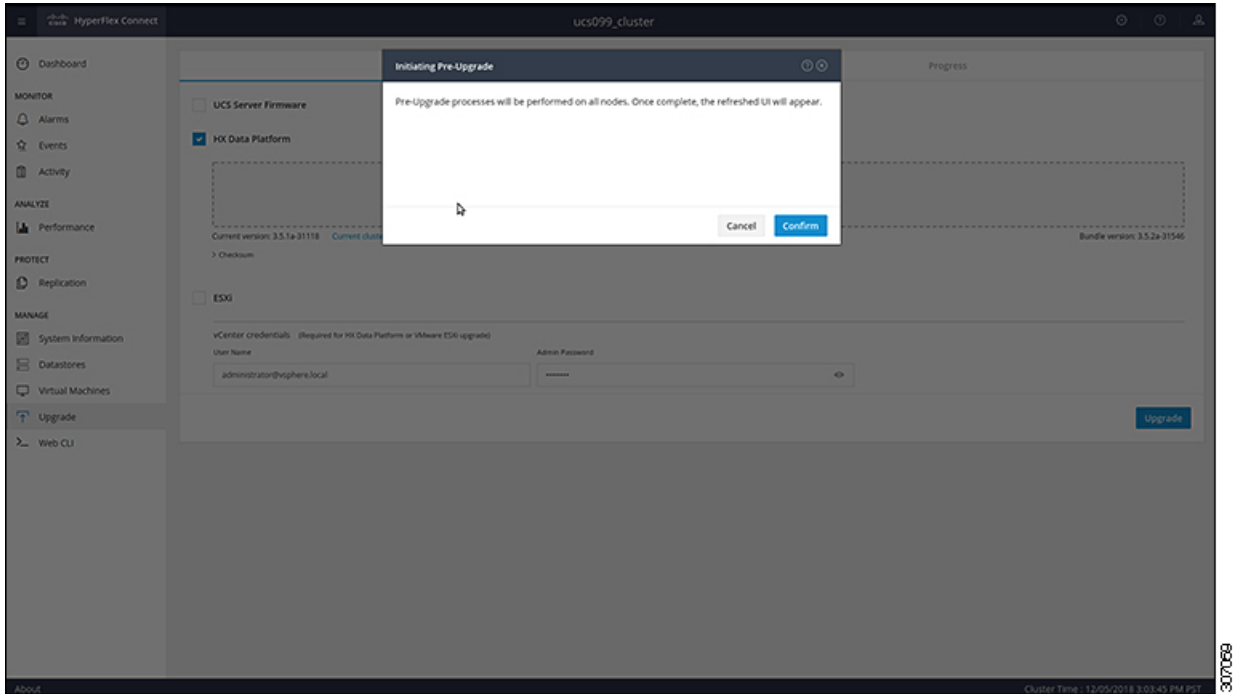 CISCO HyperFlex Connect
ucs099_cluster
Dashboard
MONITOR
Alarms
Events
Activity
ANALYZE
Performance
PROTECT
Replication
MANAGE
System Information
Datastores
Virtual Machines
Upgrade
Web CLI
About
Progress
UCS Server Firmware
HX Data Platform
Current version: 3.5.1a-31118 Current
Bundle version: 3.5.2a-31546
> Checksum
ESXi
vCenter credentials (Required for HX Data Platform or VMware ESXi upgrade)
User Name
Admin Password
administrator@vsphere.local
Upgrade
Initiating Pre-Upgrade
Pre-Upgrade processes will be performed on all nodes. Once complete, the refreshed UI will appear.
Cancel Confirm
Cluster Time : 12/05/2018 3:03:45 PM PST
307059